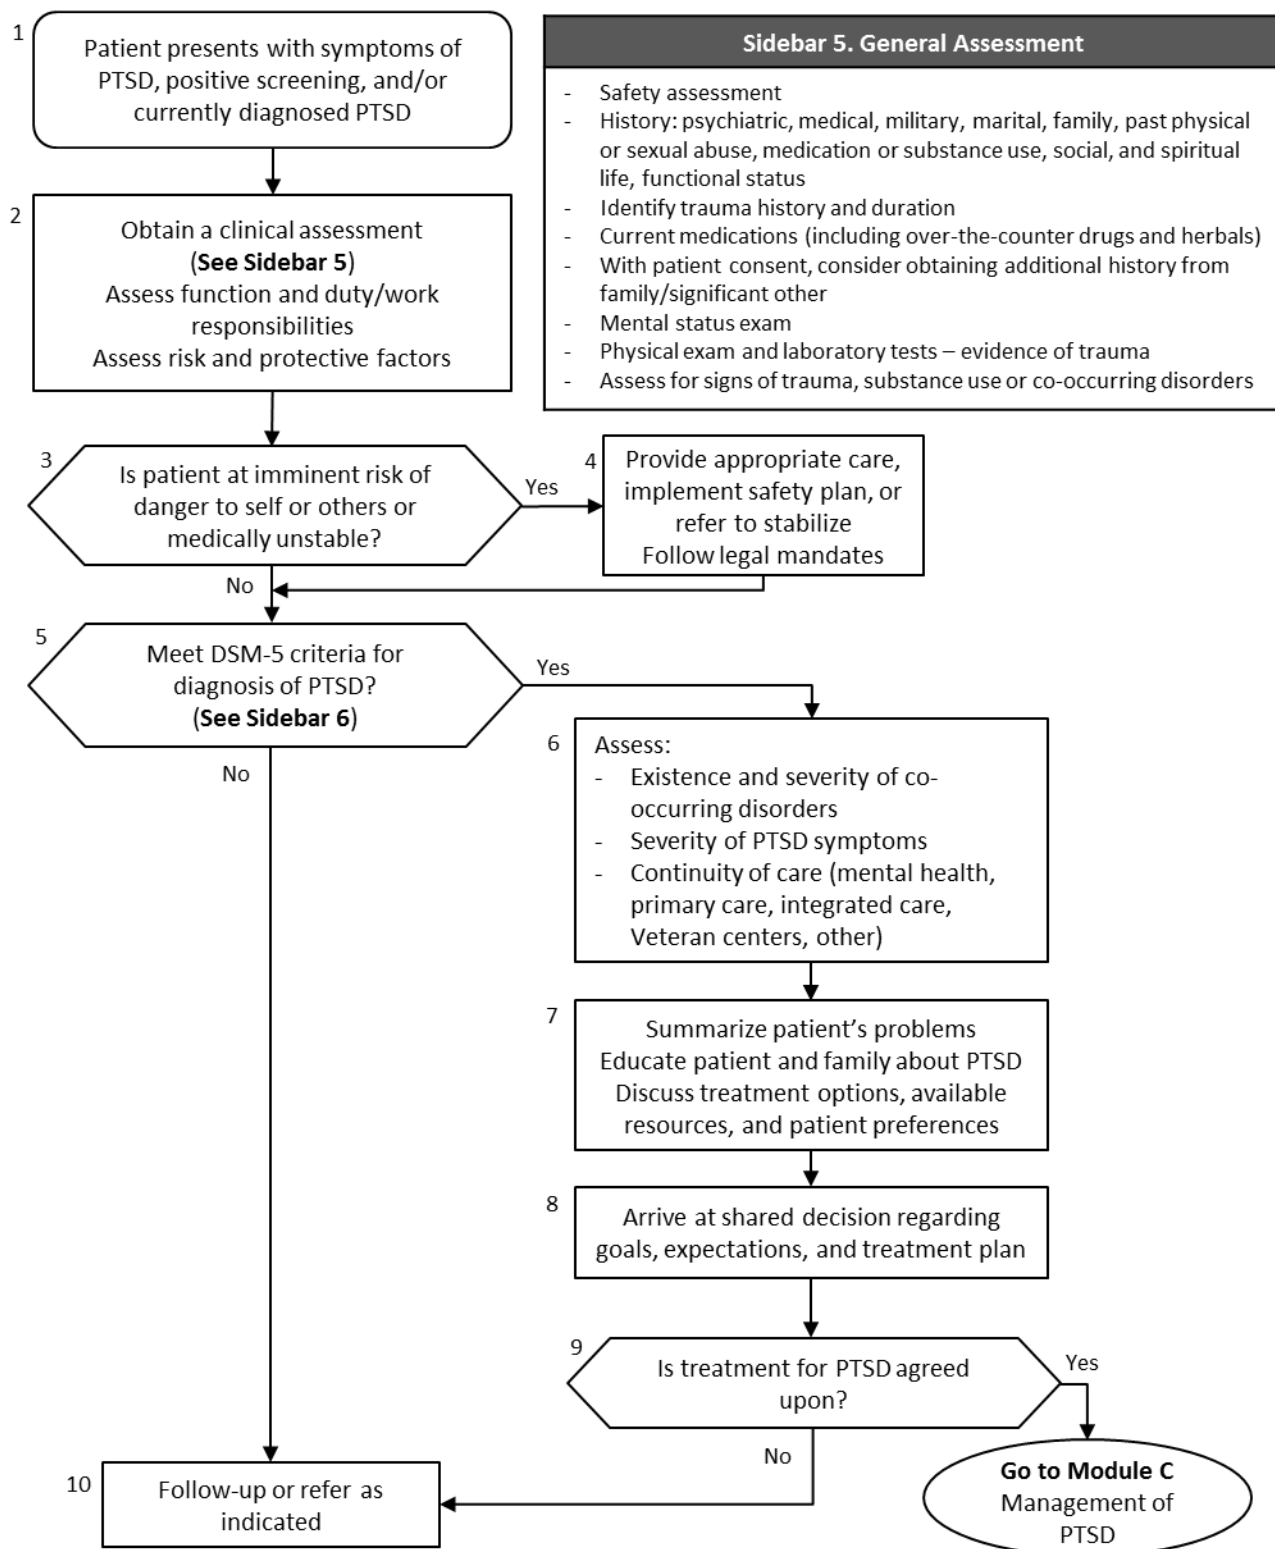 1
Patient presents with symptoms of
PTSD, positive screening, and/or
currently diagnosed PTSD
Sidebar 5. General Assessment
- Safety assessment
- History: psychiatric, medical, military, marital, family, past physical
or sexual abuse, medication or substance use, social, and spiritual
life, functional status
- Identify trauma history and duration
- Current medications (including over-the-counter drugs and herbals)
- With patient consent, consider obtaining additional history from
family/significant other
- Mental status exam
- Physical exam and laboratory tests – evidence of trauma
- Assess for signs of trauma, substance use or co-occurring disorders
2
Obtain a clinical assessment
(See Sidebar 5)
Assess function and duty/work
responsibilities
Assess risk and protective factors
3
Is patient at imminent risk of
danger to self or others or
medically unstable?
Yes
4
Provide appropriate care,
implement safety plan, or
refer to stabilize
Follow legal mandates
No
5
Meet DSM-5 criteria for
diagnosis of PTSD?
(See Sidebar 6)
Yes
No
6
Assess:
- Existence and severity of co-
occurring disorders
- Severity of PTSD symptoms
- Continuity of care (mental health,
primary care, integrated care,
Veteran centers, other)
7
Summarize patient's problems
Educate patient and family about PTSD
Discuss treatment options, available
resources, and patient preferences
8
Arrive at shared decision regarding
goals, expectations, and treatment plan
9
Is treatment for PTSD agreed
upon?
Yes
No
10
Follow-up or refer as
indicated
Go to Module C
Management of
PTSD